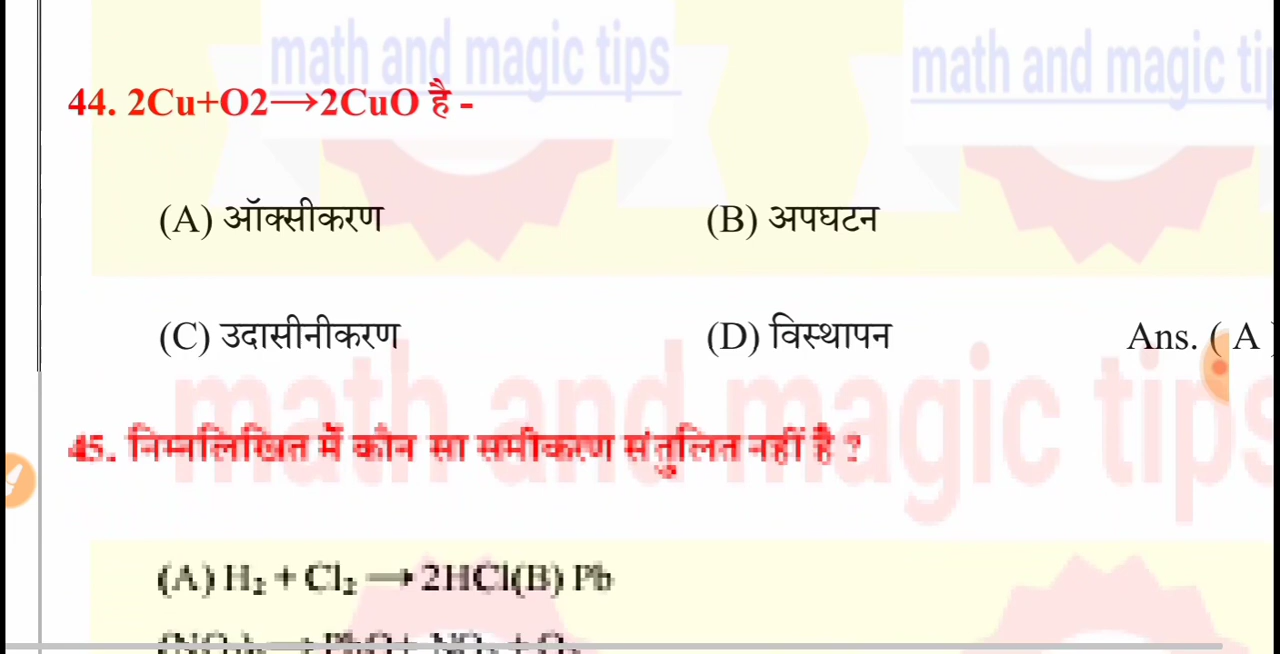 math and magic tips
math and magic ti
44. 2Cu+O2⟶2CuO है -
(A) ऑक्सीकरण (B) अपघटन
(C) उदासीनीकरण (D) विस्थापन Ans. ( A )
math and magic tips
45. निम्नलिखित में कौन सा समीकरण संतुलित नहीं है ?
(A) H₂ + Cl₂ ⟶ 2HCl(B) Pb